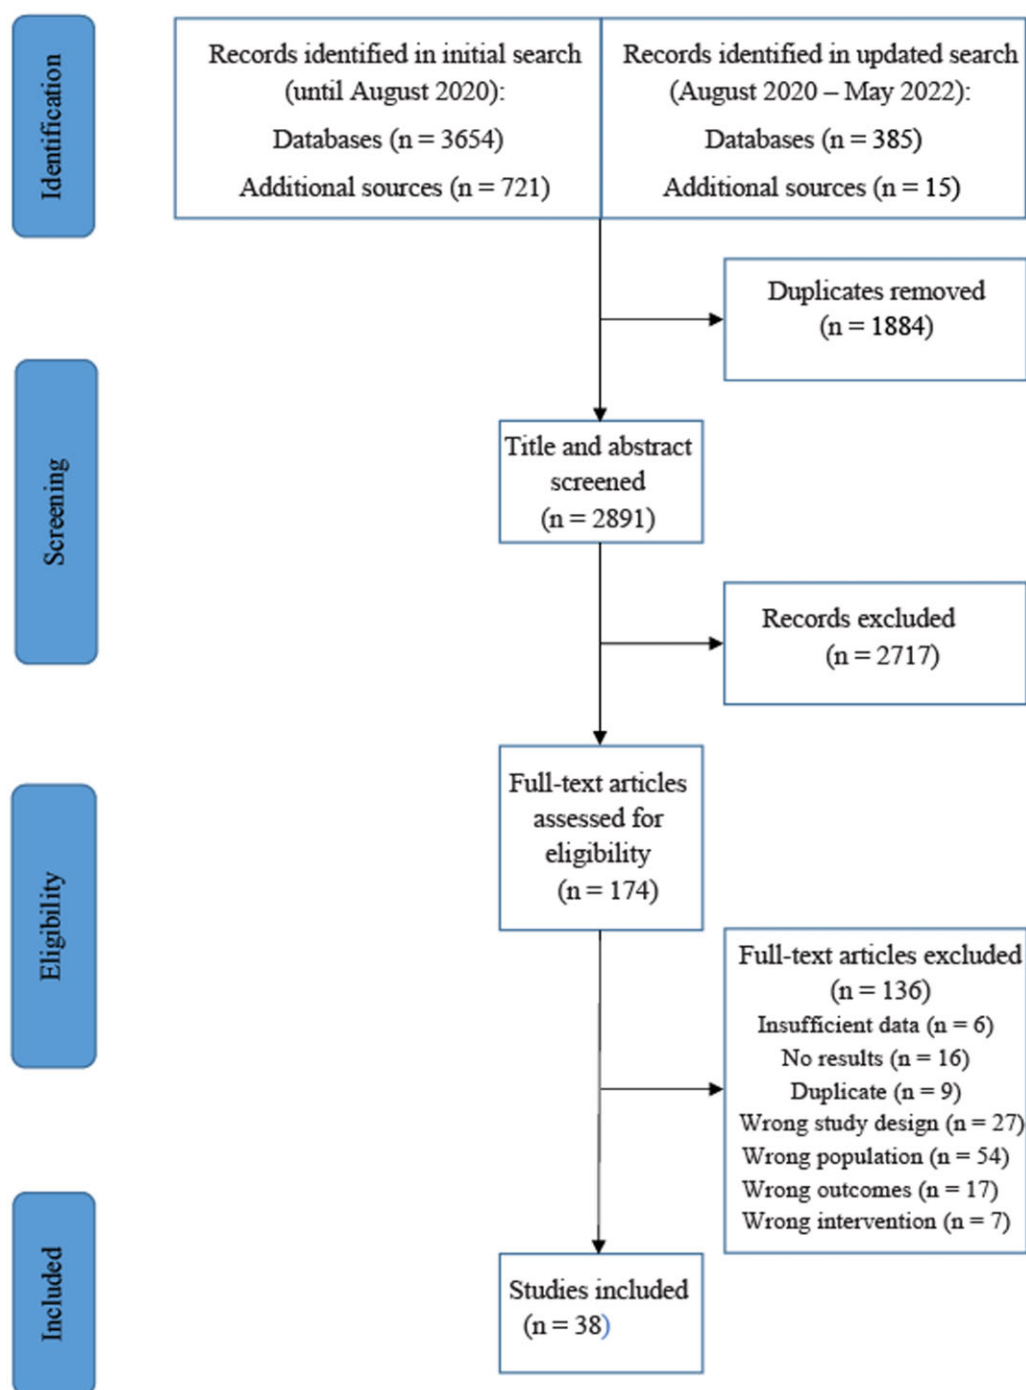 Identification
Records identified in initial search
(until August 2020):
Databases (n = 3654)
Additional sources (n = 721)
Records identified in updated search
(August 2020 – May 2022):
Databases (n = 385)
Additional sources (n = 15)
Duplicates removed
(n = 1884)
Screening
Title and abstract
screened
(n = 2891)
Records excluded
(n = 2717)
Eligibility
Full-text articles
assessed for
eligibility
(n = 174)
Full-text articles excluded
(n = 136)
Insufficient data (n = 6)
No results (n = 16)
Duplicate (n = 9)
Wrong study design (n = 27)
Wrong population (n = 54)
Wrong outcomes (n = 17)
Wrong intervention (n = 7)
Included
Studies included
(n = 38)